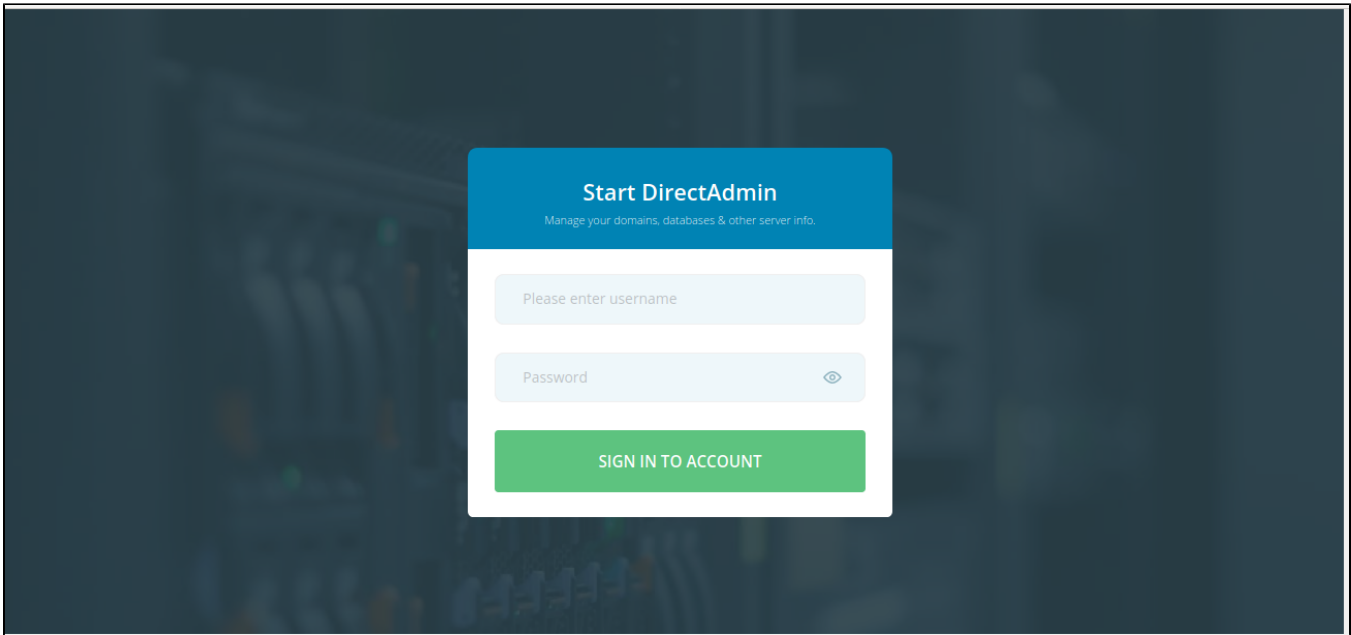 Start DirectAdmin
Manage your domains, databases & other server info.
Please enter username
Password
SIGN IN TO ACCOUNT